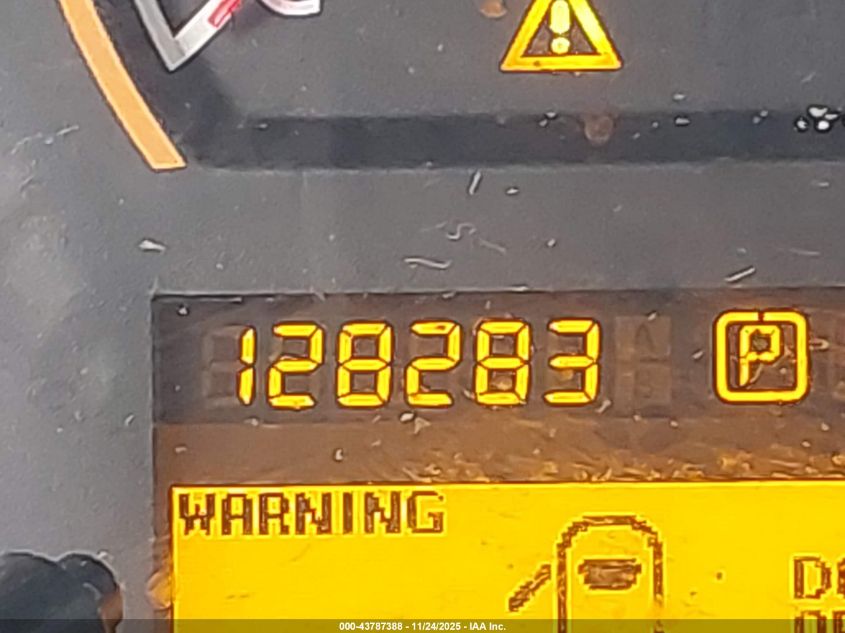 128283
P
WARNING
000-43787388 - 11/24/2025 - IAA Inc.